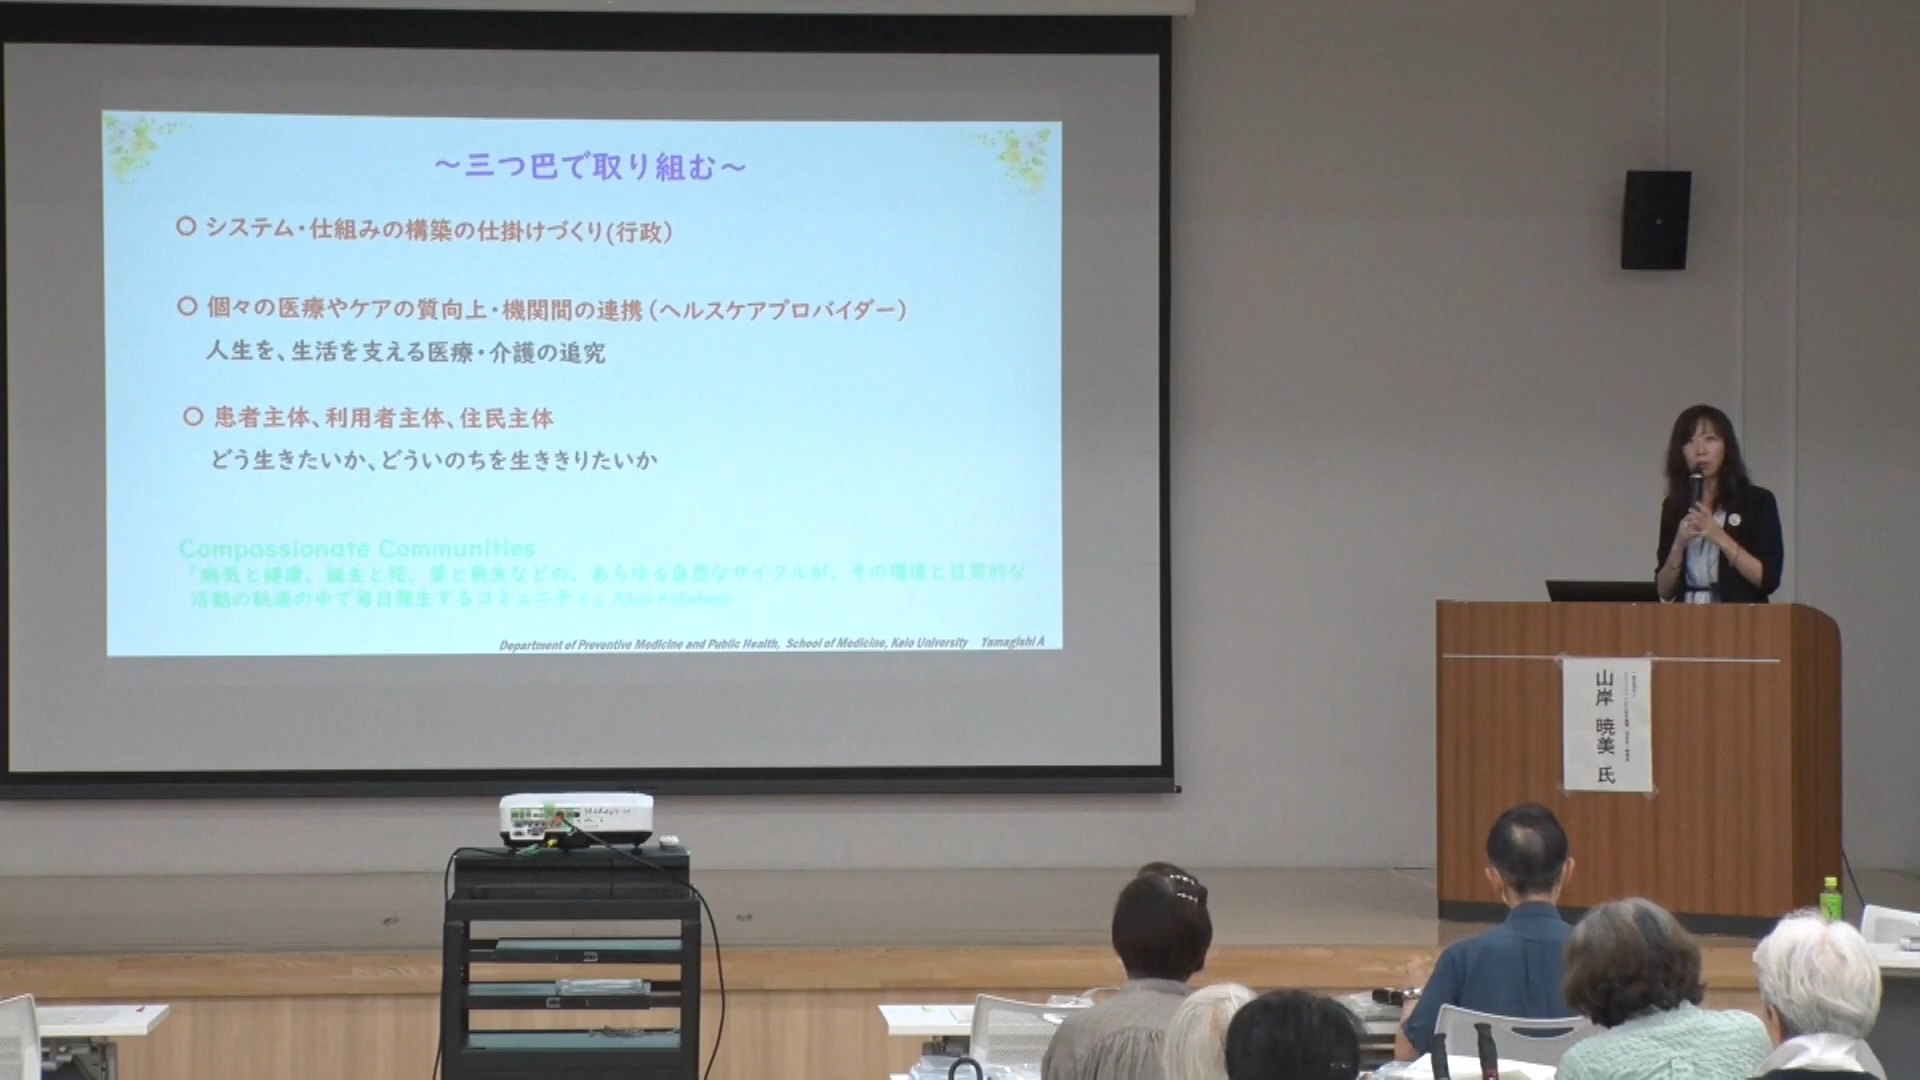 ～三つ巴で取り組む～
〇 システム・仕組みの構築の仕掛けづくり(行政)
〇 個々の医療やケアの質向上・機関間の連携(ヘルスケアプロバイダー)
人生を、生活を支える医療・介護の追究
〇 患者主体、利用者主体、住民主体
どう生きたいか、どういのちを生ききりたいか
Compassionate Communities
「病気と健康、誕生と死、愛と喪失などの、あらゆる自然なサイクルが、その環境と日常的な
活動の軌道の中で毎日発生するコミュニティ」Allan Kellehear
Department of Preventive Medicine and Public Health, School of Medicine, Keio University Yamagishi A
山岸 暁美 氏